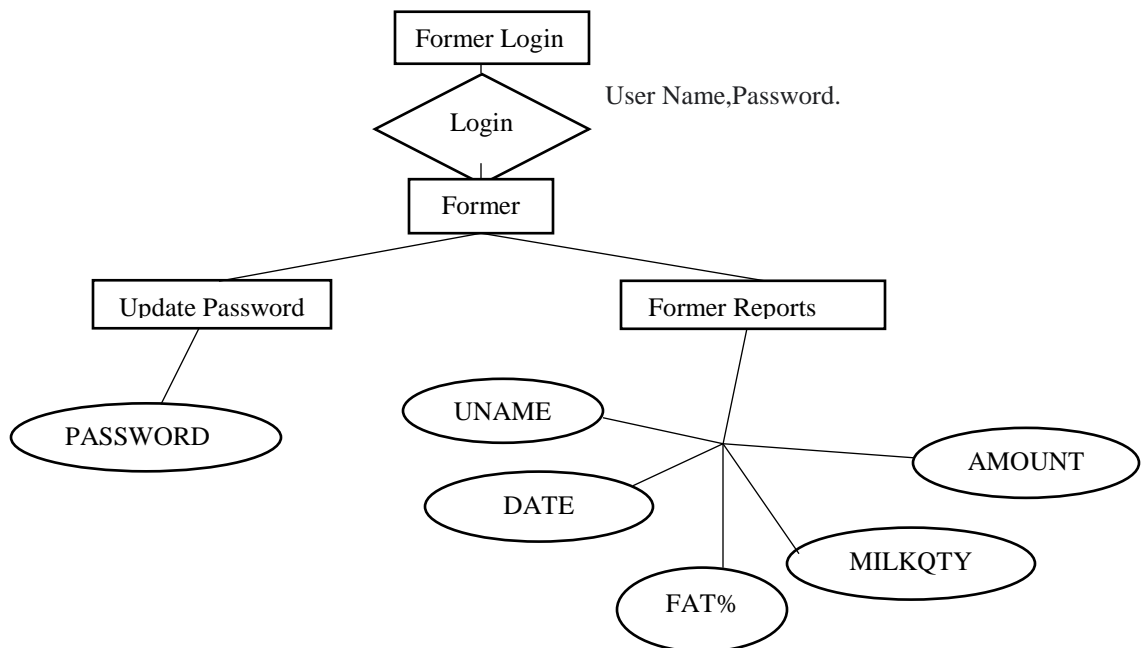 Former Login
User Name,Password.
Login
Former
Update Password
Former Reports
PASSWORD
UNAME
AMOUNT
DATE
MILKQTY
FAT%